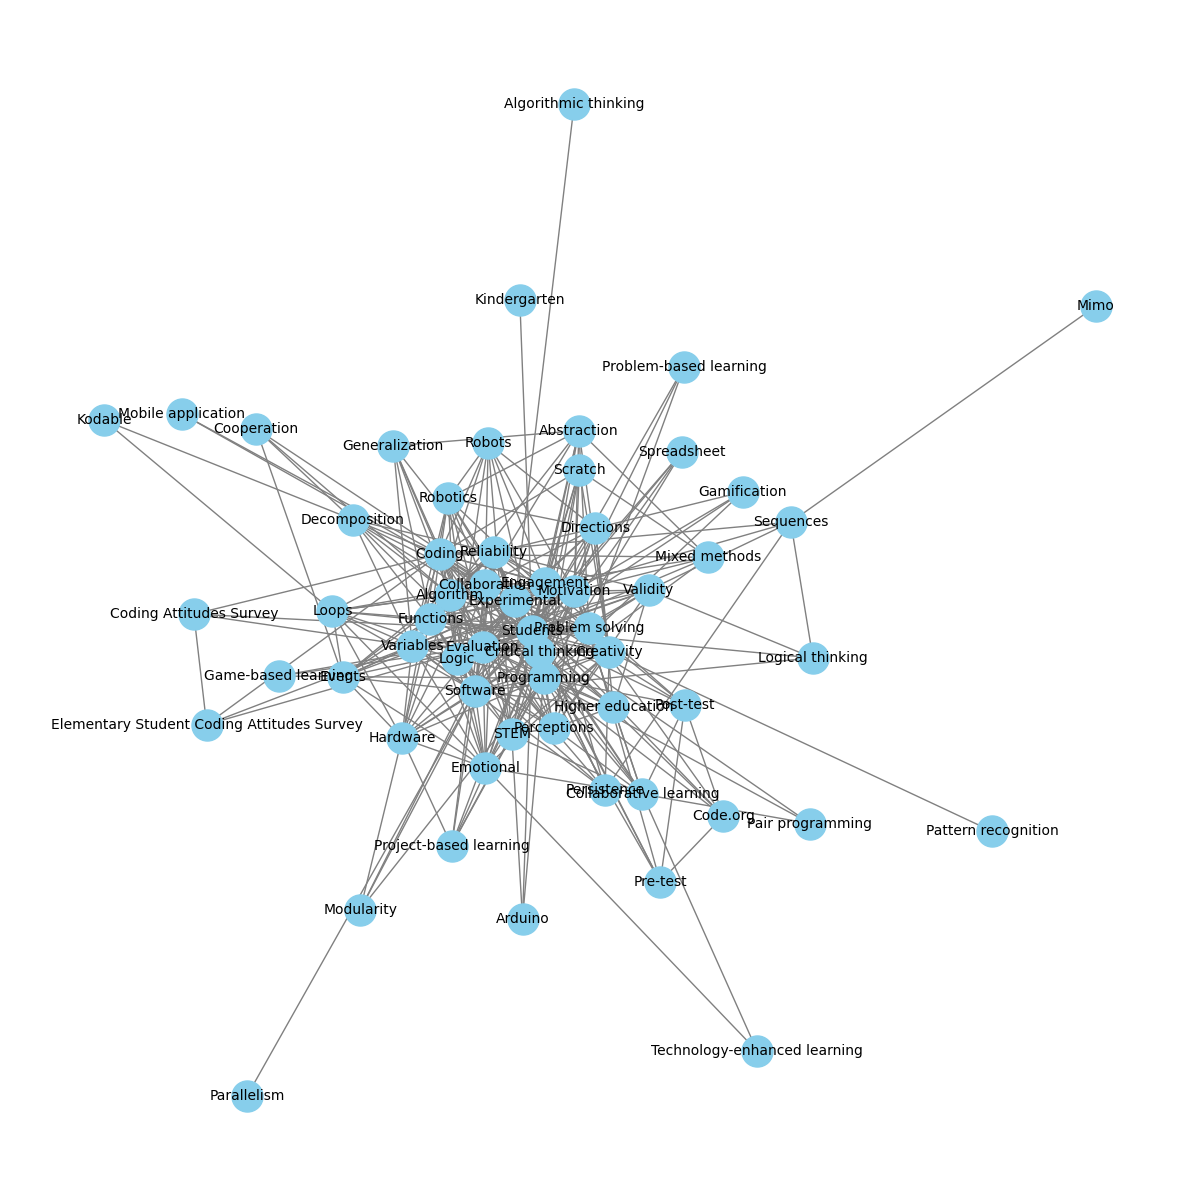 Algorithmic thinking
Kindergarten
Mimo
Problem-based learning
Mobile application
Kodable
Cooperation
Abstraction
Generalization
Robots
Spreadsheet
Scratch
Gamification
Robotics
Decomposition
Sequences
Directions
Coding
Reliability
Mixed methods
Engagement
Collaboration
Motivation
Validity
Algorithm
Experimental
Coding Attitudes Survey
Loops
Functions
Students
Problem solving
Variables
Evaluation
Critical thinking
Creativity
Logic
Logical thinking
Game-based learning
Events
Programming
Software
Higher education
Post-test
Elementary Student Coding Attitudes Survey
Hardware
STEM
Perceptions
Emotional
Persistence
Collaborative learning
Code.org
Pair programming
Pattern recognition
Project-based learning
Pre-test
Modularity
Arduino
Technology-enhanced learning
Parallelism